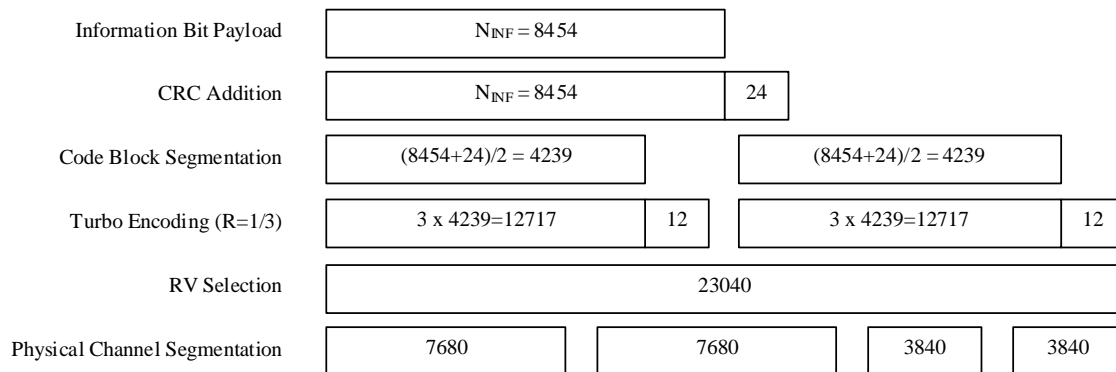 Information Bit Payload
N_INF = 8454
CRC Addition
N_INF = 8454 24
Code Block Segmentation
(8454+24)/2 = 4239 (8454+24)/2 = 4239
Turbo Encoding (R=1/3)
3 x 4239=12717 12 3 x 4239=12717 12
RV Selection
23040
Physical Channel Segmentation
7680 7680 3840 3840